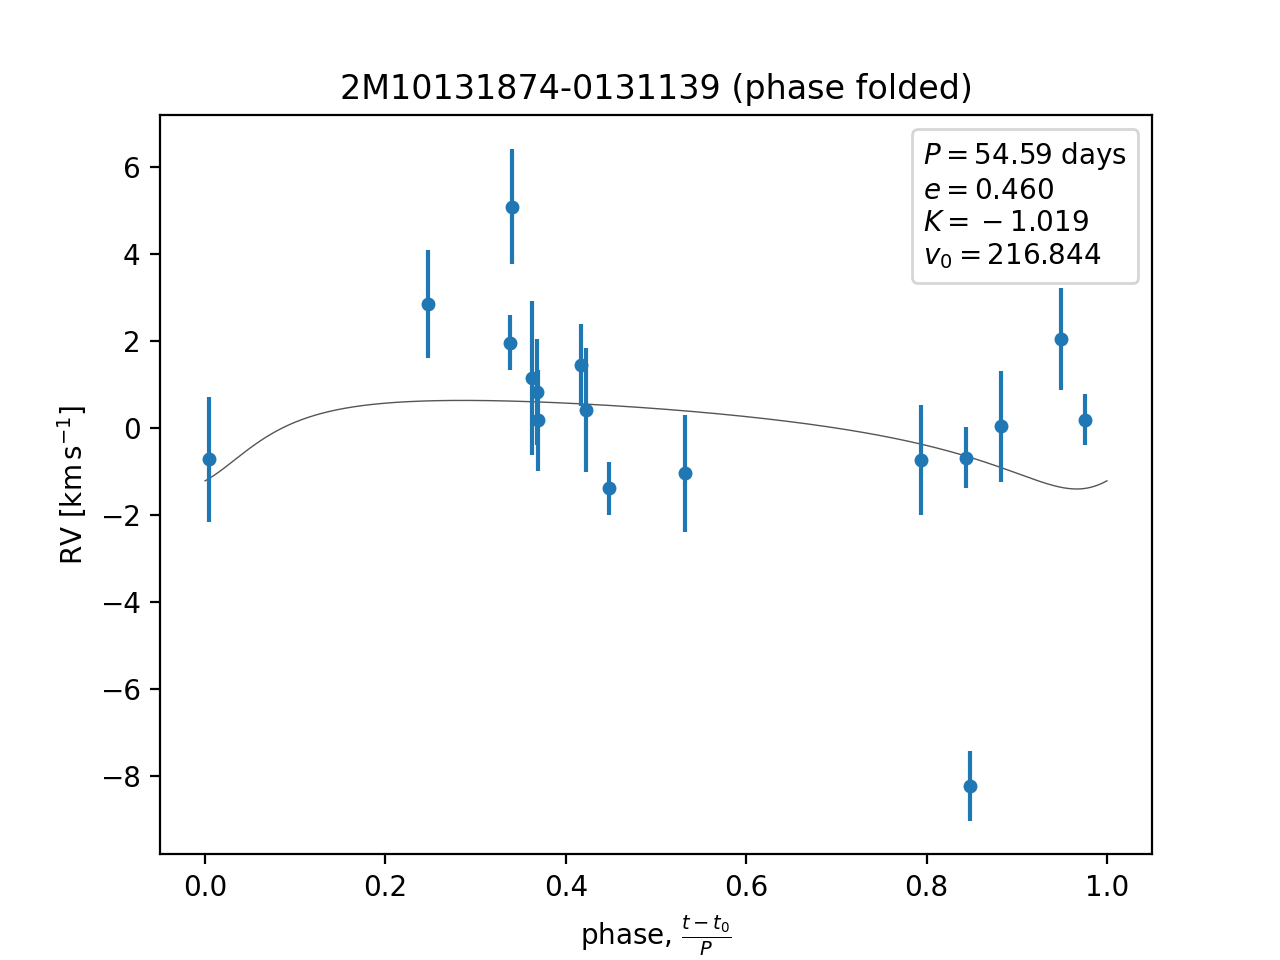 2M10131874-0131139 (phase folded)
P = 54.59 days
e = 0.460
K = −1.019
v₀ = 216.844
6
4
2
0
−2
−4
−6
−8
RV [km s⁻¹]
0.0 0.2 0.4 0.6 0.8 1.0
phase, (t − t₀)/P